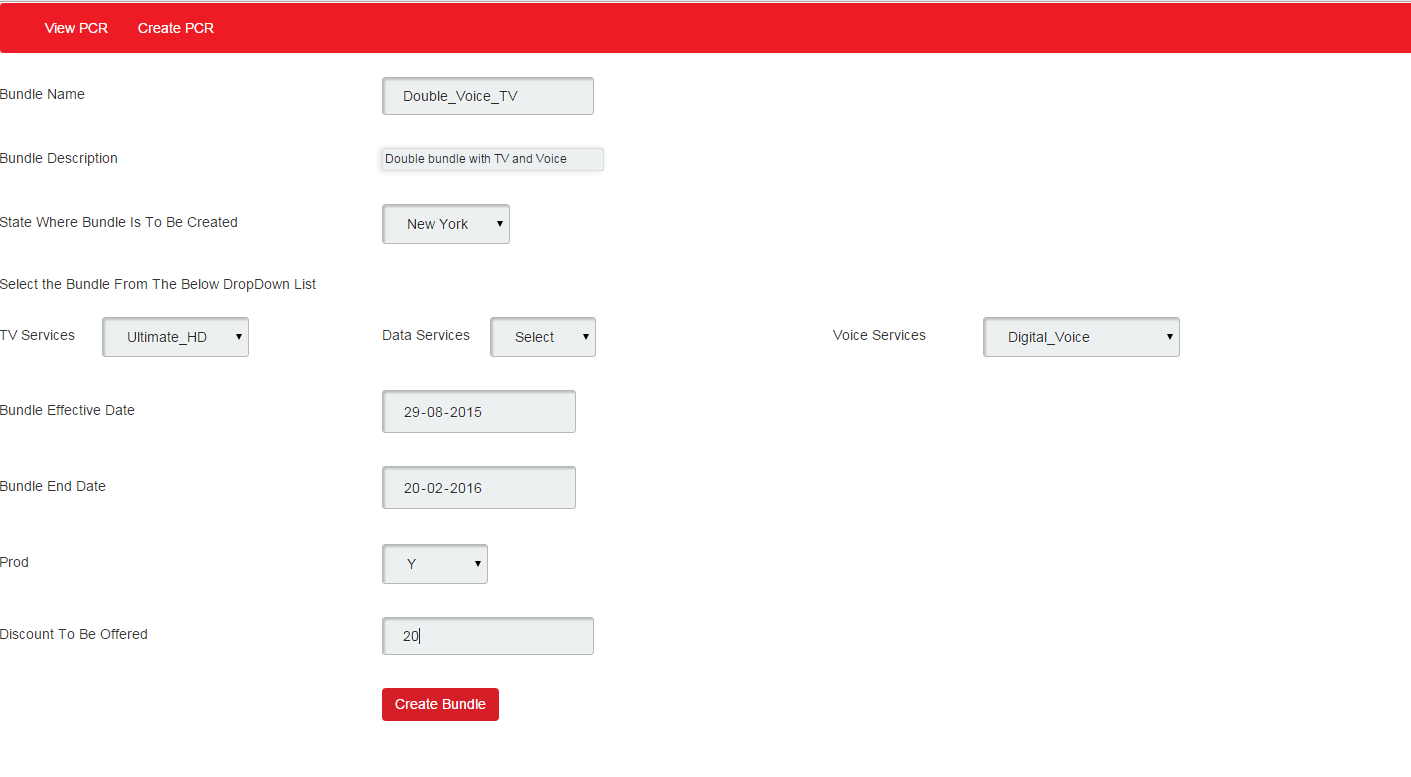 View PCR Create PCR
Bundle Name Double_Voice_TV
Bundle Description Double bundle with TV and Voice
State Where Bundle Is To Be Created New York
Select the Bundle From The Below DropDown List
TV Services Ultimate_HD Data Services Select Voice Services Digital_Voice
Bundle Effective Date 29-08-2015
Bundle End Date 20-02-2016
Prod Y
Discount To Be Offered 20
Create Bundle